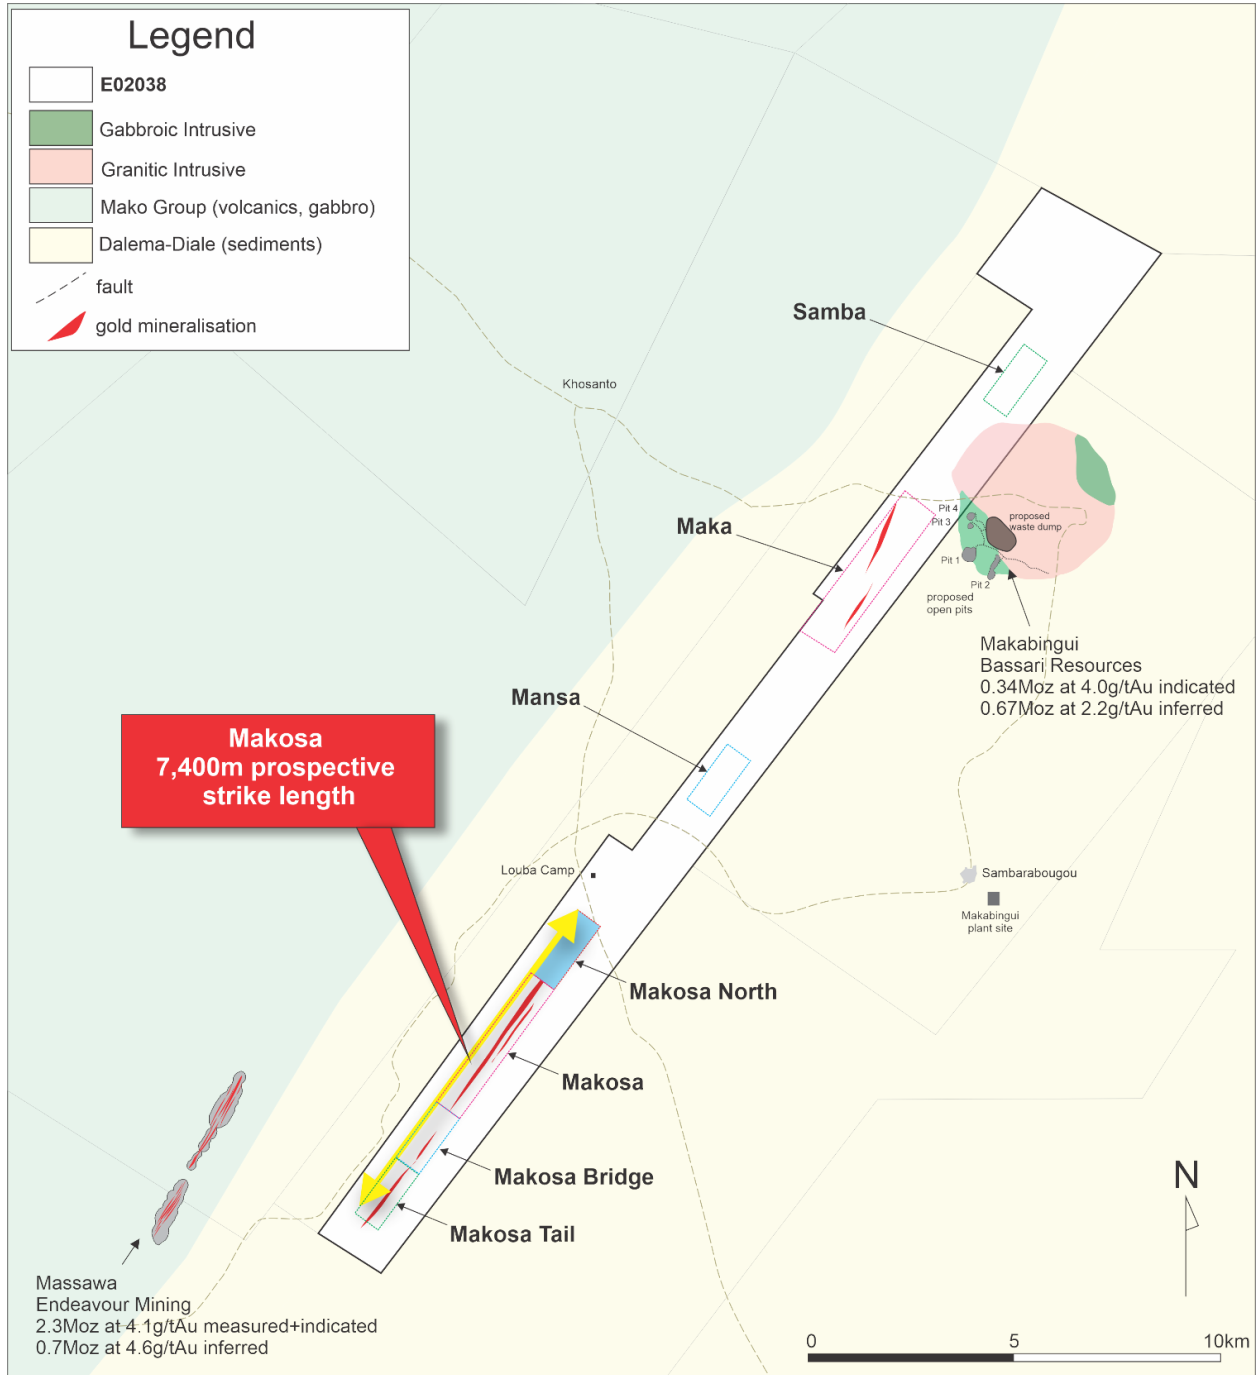 Legend
E02038
Gabbroic Intrusive
Granitic Intrusive
Mako Group (volcanics, gabbro)
Dalema-Diale (sediments)
fault
gold mineralisation
Samba
Khosanto
Maka
Pit 4
Pit 3
proposed
waste dump
Pit 1
Pit 2
proposed
open pits
Makabingui
Bassari Resources
0.34Moz at 4.0g/tAu indicated
0.67Moz at 2.2g/tAu inferred
Mansa
Makosa
7,400m prospective
strike length
Louba Camp
Sambarabougou
Makabingui
plant site
Makosa North
Makosa
Makosa Bridge
Makosa Tail
N
Massawa
Endeavour Mining
2.3Moz at 4.1g/tAu measured+indicated
0.7Moz at 4.6g/tAu inferred
0 5 10km